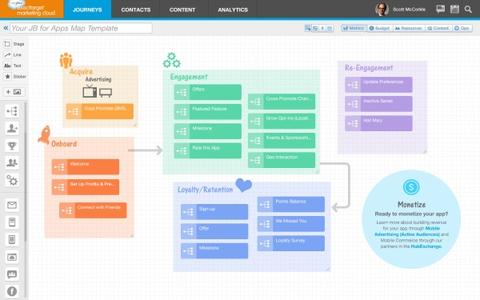 exacttarget
marketing cloud
JOURNEYS
CONTACTS
CONTENT
ANALYTICS
Scott McCorkle
Your JB for Apps Map Template
Metrics
Budget
Resources
Content
Ops
Stage
Line
Text
Sticker
Acquire
Advertising
Cross Promote (SMS,
Onboard
Welcome
Set Up Profile & Pre...
Connect with Friends
Engagement
Offers
Featured Feature
Milestone
Rate this App
Cross Promote Chan...
Grow Opt-Ins (Locati...
Events & Sponsorshi...
Geo Interaction
Re-Engagement
Update Preferences
Inactive Series
Hail Mary
Loyalty/Retention
Sign-up
Offer
Milestones
Points Balance
We Missed You
Loyalty Survey
Monetize
Ready to monetize your app?
Learn more about building revenue
for your app through Mobile
Advertising (Active Audiences) and
Mobile Commerce through our
partners in the HubExchange.